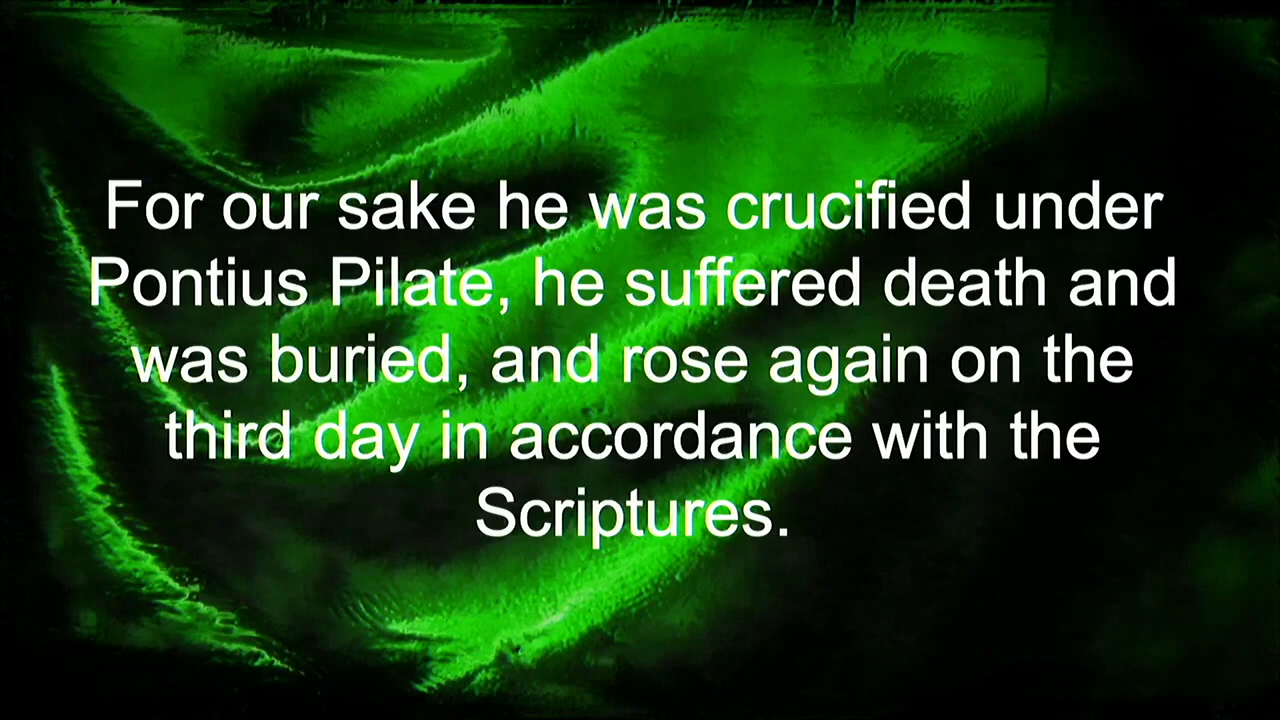 For our sake he was crucified under
Pontius Pilate, he suffered death and
was buried, and rose again on the
third day in accordance with the
Scriptures.